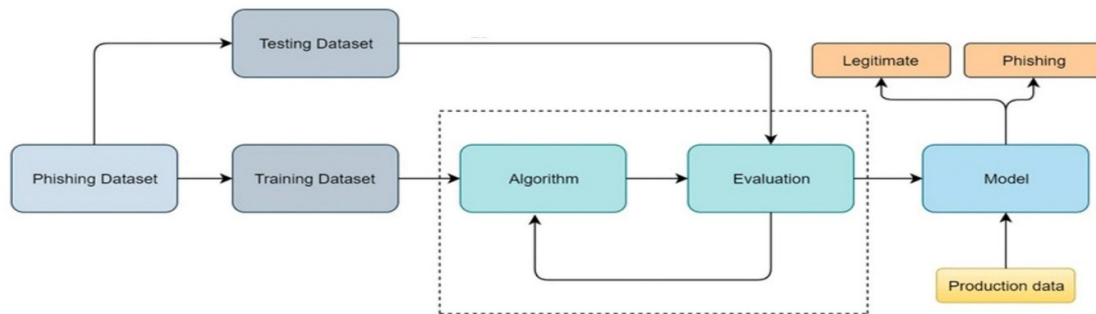 Testing Dataset
Legitimate
Phishing
Phishing Dataset
Training Dataset
Algorithm
Evaluation
Model
Production data